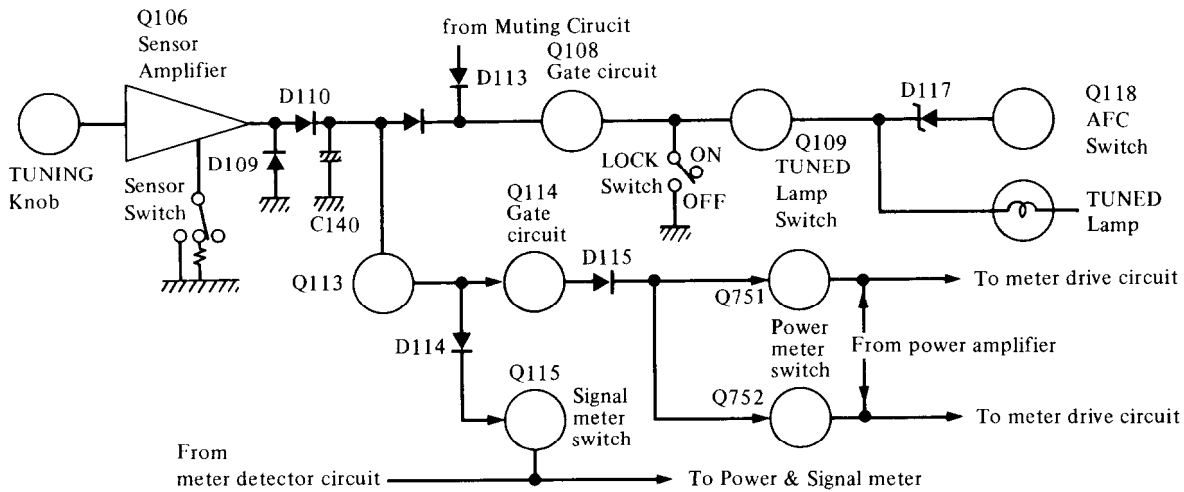 Q106
Sensor
Amplifier
from Muting Cirucit
D113
Q108
Gate circuit
D110
D117
Q118
AFC
Switch
TUNING
Knob
D109
Sensor
Switch
C140
LOCK
Switch
ON
OFF
Q109
TUNED
Lamp
Switch
TUNED
Lamp
Q114
Gate
circuit
D115
Q113
Q751
To meter drive circuit
D114
Power
meter
switch
From power amplifier
Q115
Signal
meter
switch
Q752
To meter drive circuit
From
meter detector circuit
To Power & Signal meter